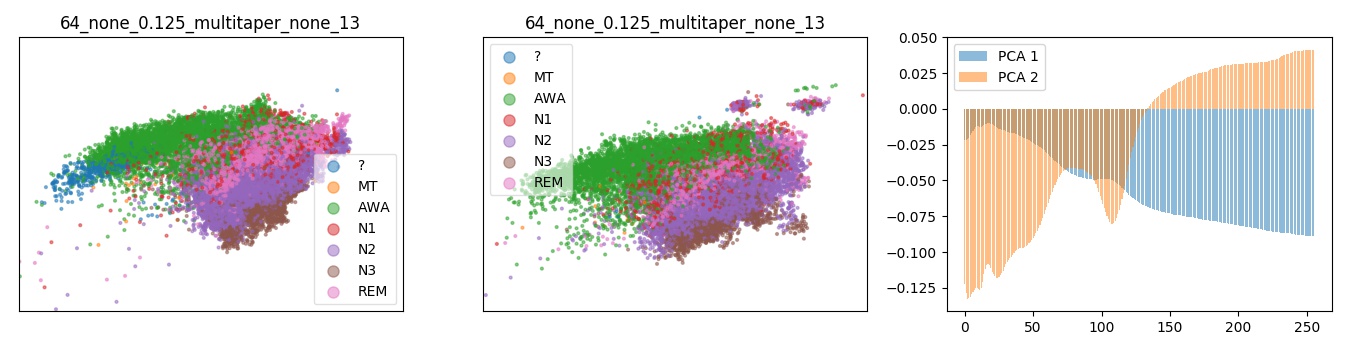 64_none_0.125_multitaper_none_13
?
MT
AWA
N1
N2
N3
REM
64_none_0.125_multitaper_none_13
?
MT
AWA
N1
N2
N3
REM
PCA 1
PCA 2
0.050
0.025
0.000
−0.025
−0.050
−0.075
−0.100
−0.125
0 50 100 150 200 250